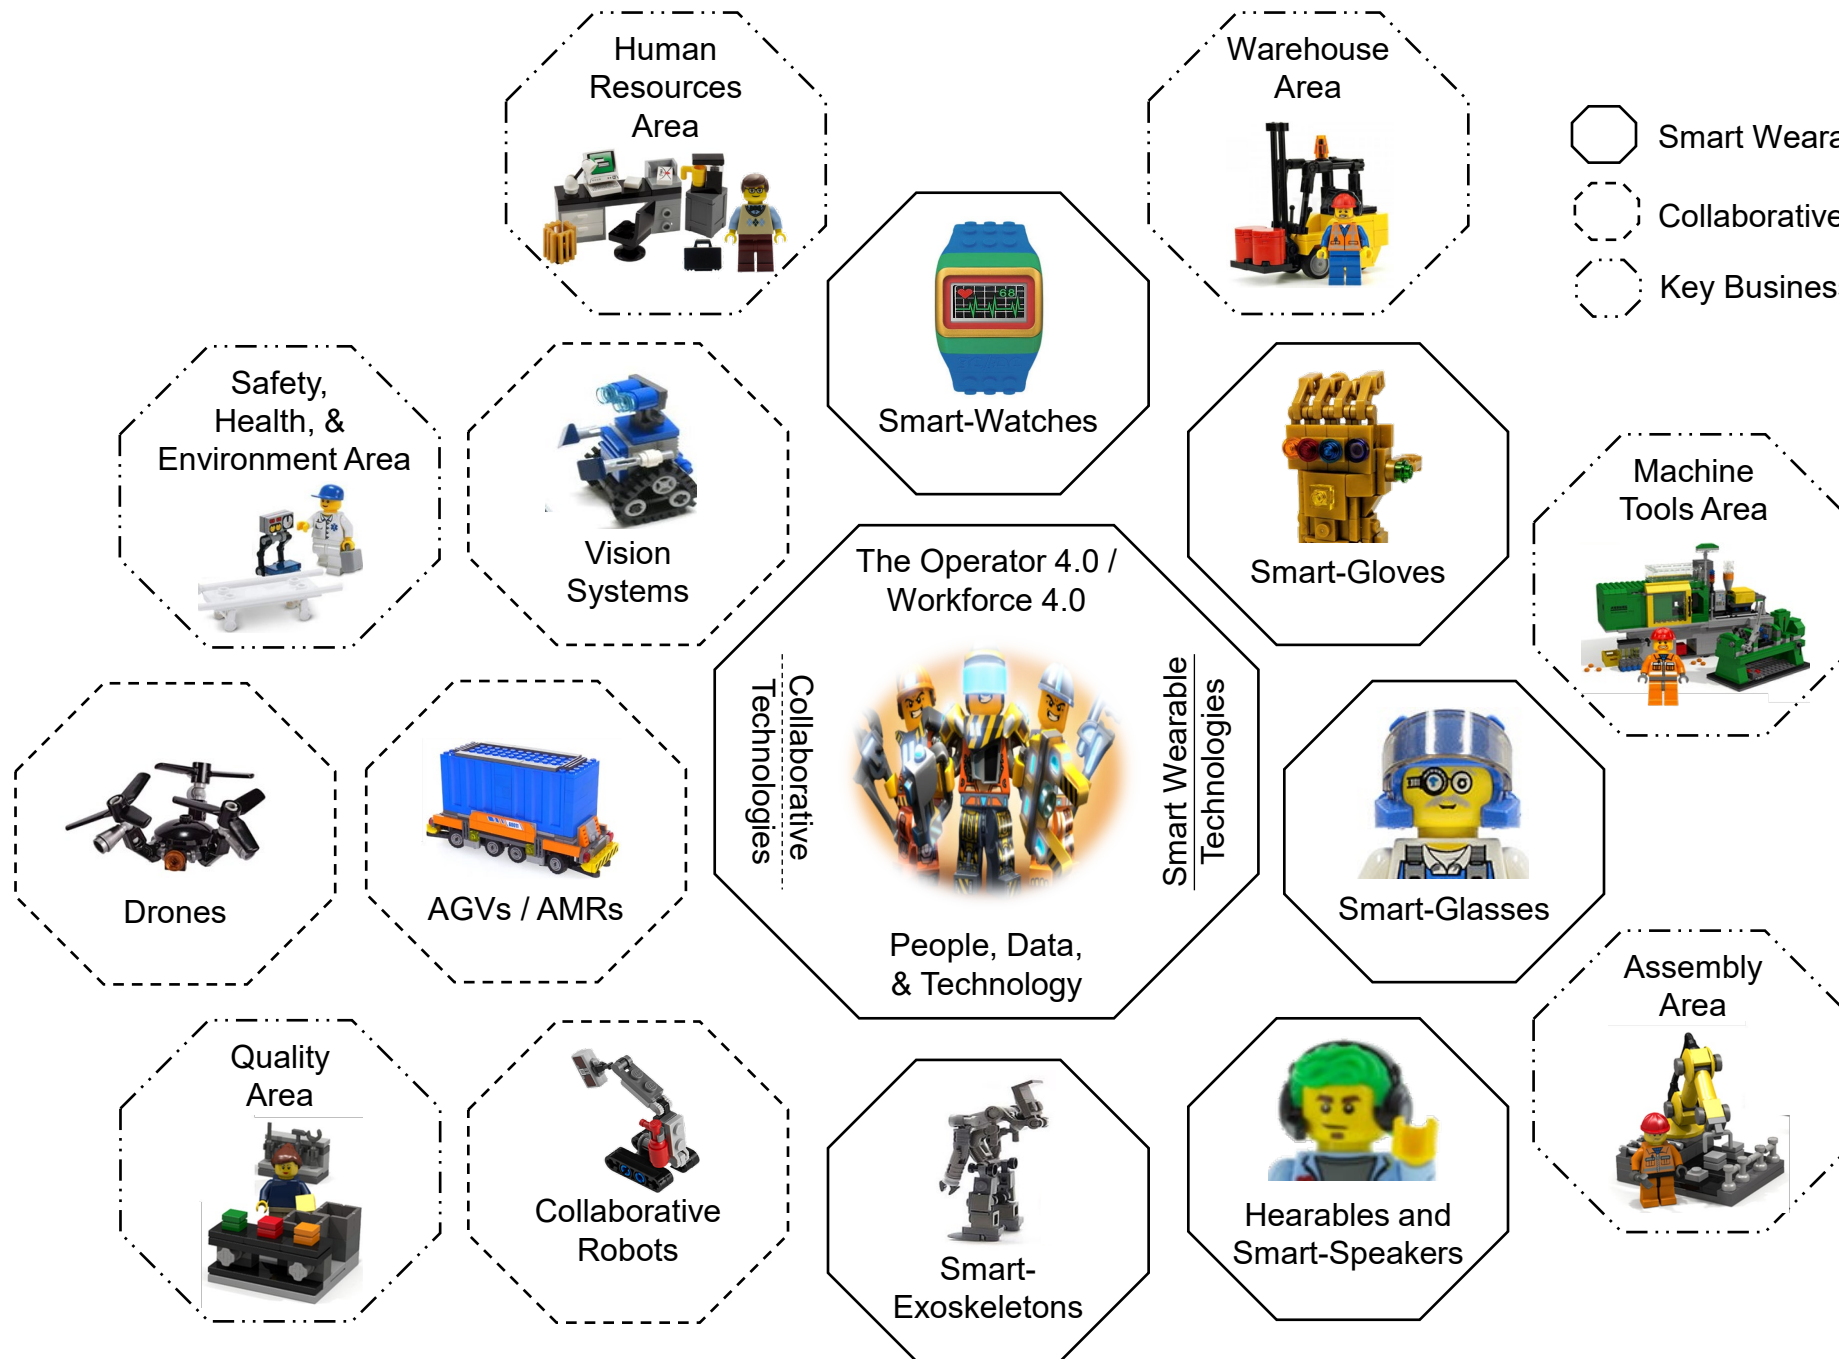 Human
Resources
Area
Warehouse
Area
Smart Weara
Collaborative
Key Busines
Safety,
Health, &
Environment Area
Vision
Systems
68
Smart-Watches
Smart-Gloves
Machine
Tools Area
The Operator 4.0 /
Workforce 4.0
Collaborative
Technologies
Smart Wearable
Technologies
People, Data,
& Technology
Drones
AGVs / AMRs
Smart-Glasses
Assembly
Area
Quality
Area
Collaborative
Robots
Smart-
Exoskeletons
Hearables and
Smart-Speakers